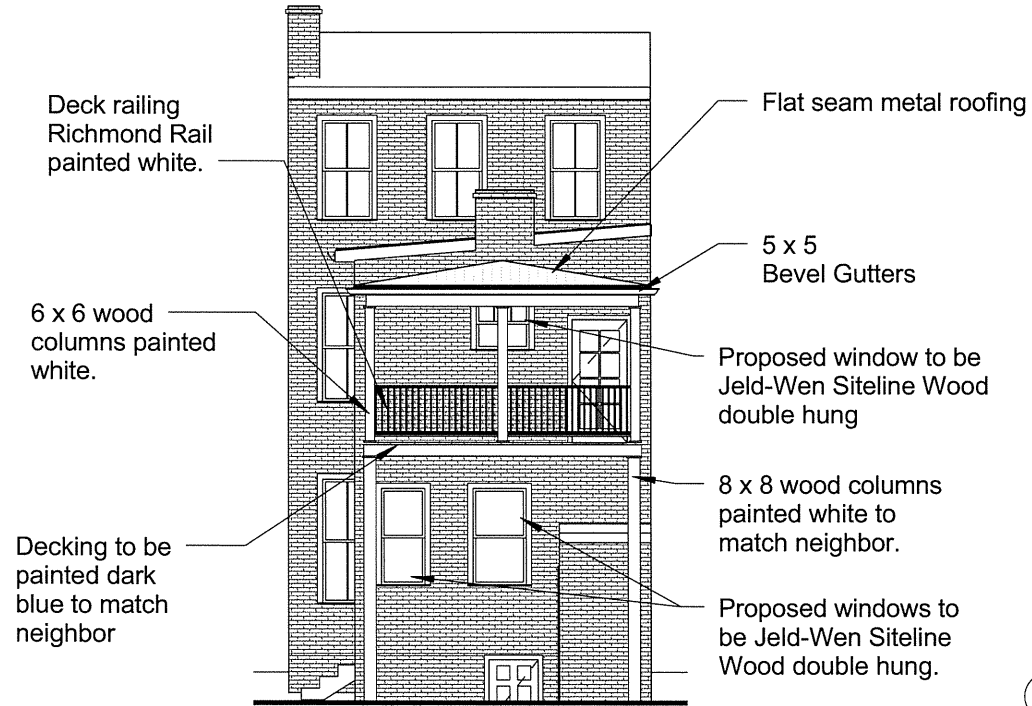 Deck railing
Richmond Rail
painted white.
Flat seam metal roofing
5 x 5
Bevel Gutters
6 x 6 wood
columns painted
white.
Proposed window to be
Jeld-Wen Siteline Wood
double hung
8 x 8 wood columns
painted white to
match neighbor.
Decking to be
painted dark
blue to match
neighbor
Proposed windows to
be Jeld-Wen Siteline
Wood double hung.